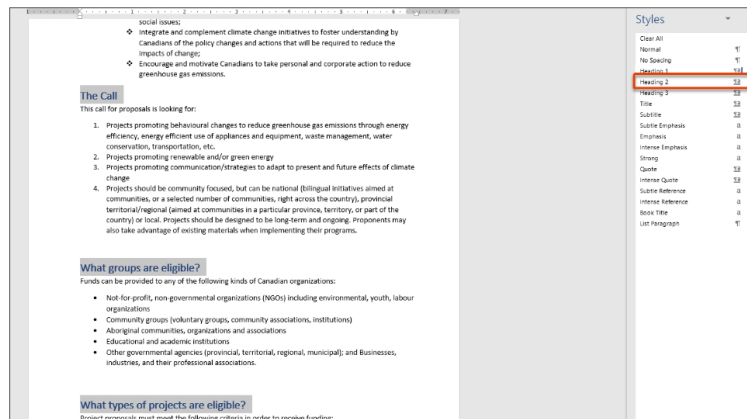 social issues;
❖ Integrate and complement climate change initiatives to foster understanding by
Canadians of the policy changes and actions that will be required to reduce the
impacts of change;
❖ Encourage and motivate Canadians to take personal and corporate action to reduce
greenhouse gas emissions.
The Call
This call for proposals is looking for:
1. Projects promoting behavioural changes to reduce greenhouse gas emissions through energy
efficiency, energy efficient use of appliances and equipment, waste management, water
conservation, transportation, etc.
2. Projects promoting renewable and/or green energy
3. Projects promoting communication/strategies to adapt to present and future effects of climate
change
4. Projects should be community focused, but can be national (bilingual initiatives aimed at
communities, or a selected number of communities, right across the country), provincial
territorial/regional (aimed at communities in a particular province, territory, or part of the
country) or local. Projects should be designed to be long-term and ongoing. Proponents may
also take advantage of existing materials when implementing their programs.
What groups are eligible?
Funds can be provided to any of the following kinds of Canadian organizations:
• Not-for-profit, non-governmental organizations (NGOs) including environmental, youth, labour
organizations
• Community groups (voluntary groups, community associations, institutions)
• Aboriginal communities, organizations and associations
• Educational and academic institutions
• Other governmental agencies (provincial, territorial, regional, municipal); and Businesses,
industries, and their professional associations.
What types of projects are eligible?
Project proposals must meet the following criteria in order to receive funding:
Styles
Clear All
Normal ¶
No Spacing ¶
Heading 1 ¶a
Heading 2 ¶a
Heading 3 ¶a
Title ¶a
Subtitle ¶a
Subtle Emphasis a
Emphasis a
Intense Emphasis a
Strong a
Quote ¶a
Intense Quote ¶a
Subtle Reference a
Intense Reference a
Book Title a
List Paragraph ¶